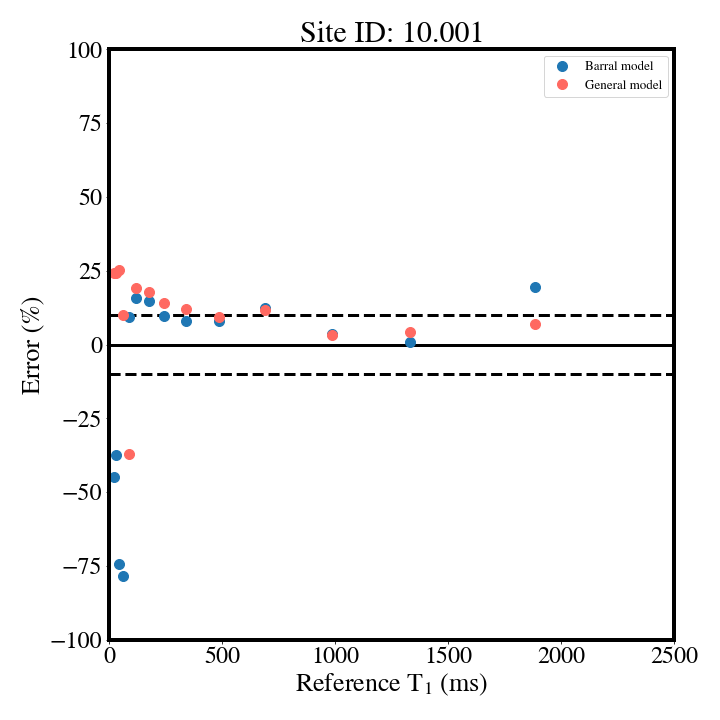 Site ID: 10.001
Barral model
General model
100
75
50
25
0
−25
−50
−75
−100
Error (%)
0 500 1000 1500 2000 2500
Reference T₁ (ms)